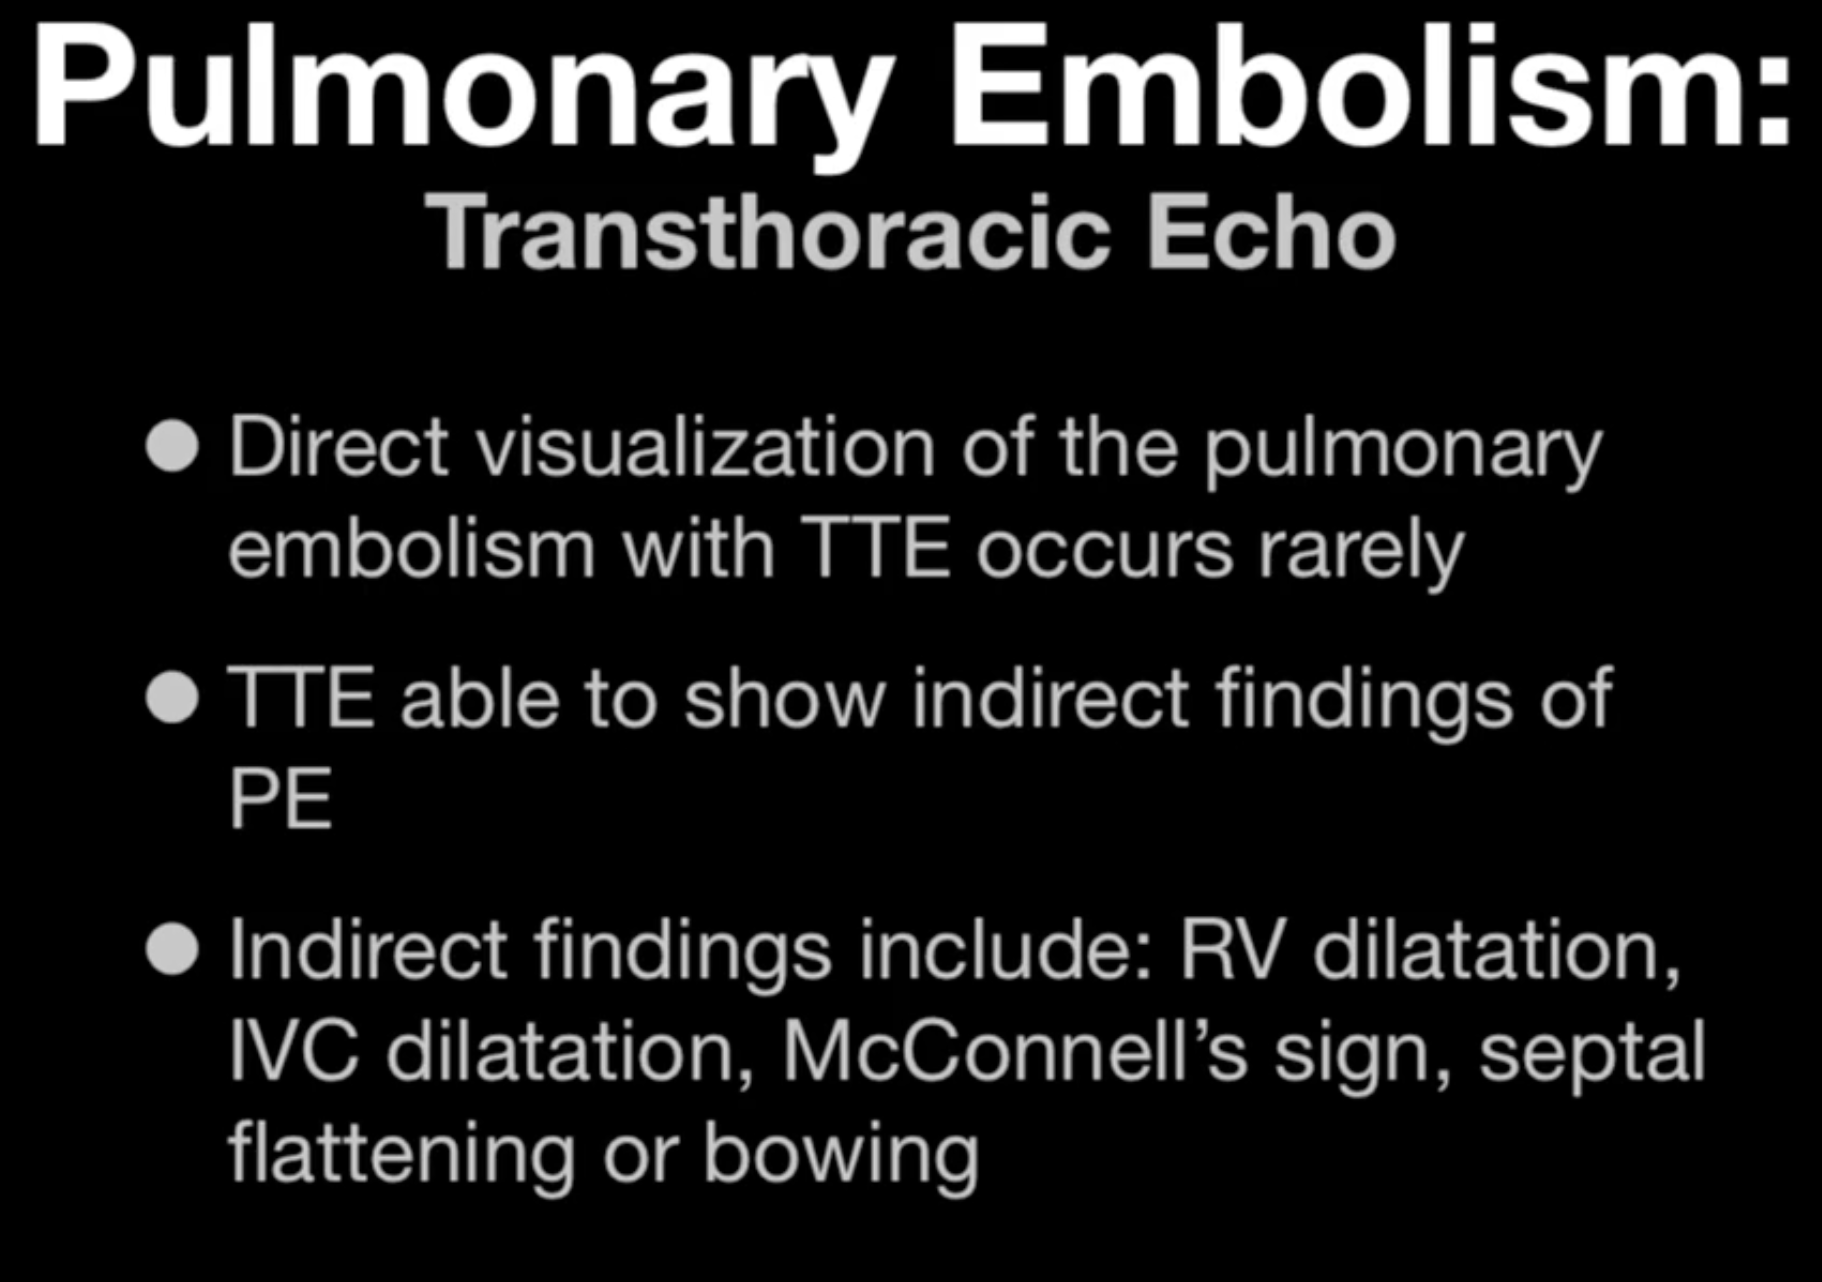 Pulmonary Embolism:
Transthoracic Echo
● Direct visualization of the pulmonary
embolism with TTE occurs rarely
● TTE able to show indirect findings of
PE
● Indirect findings include: RV dilatation,
IVC dilatation, McConnell’s sign, septal
flattening or bowing